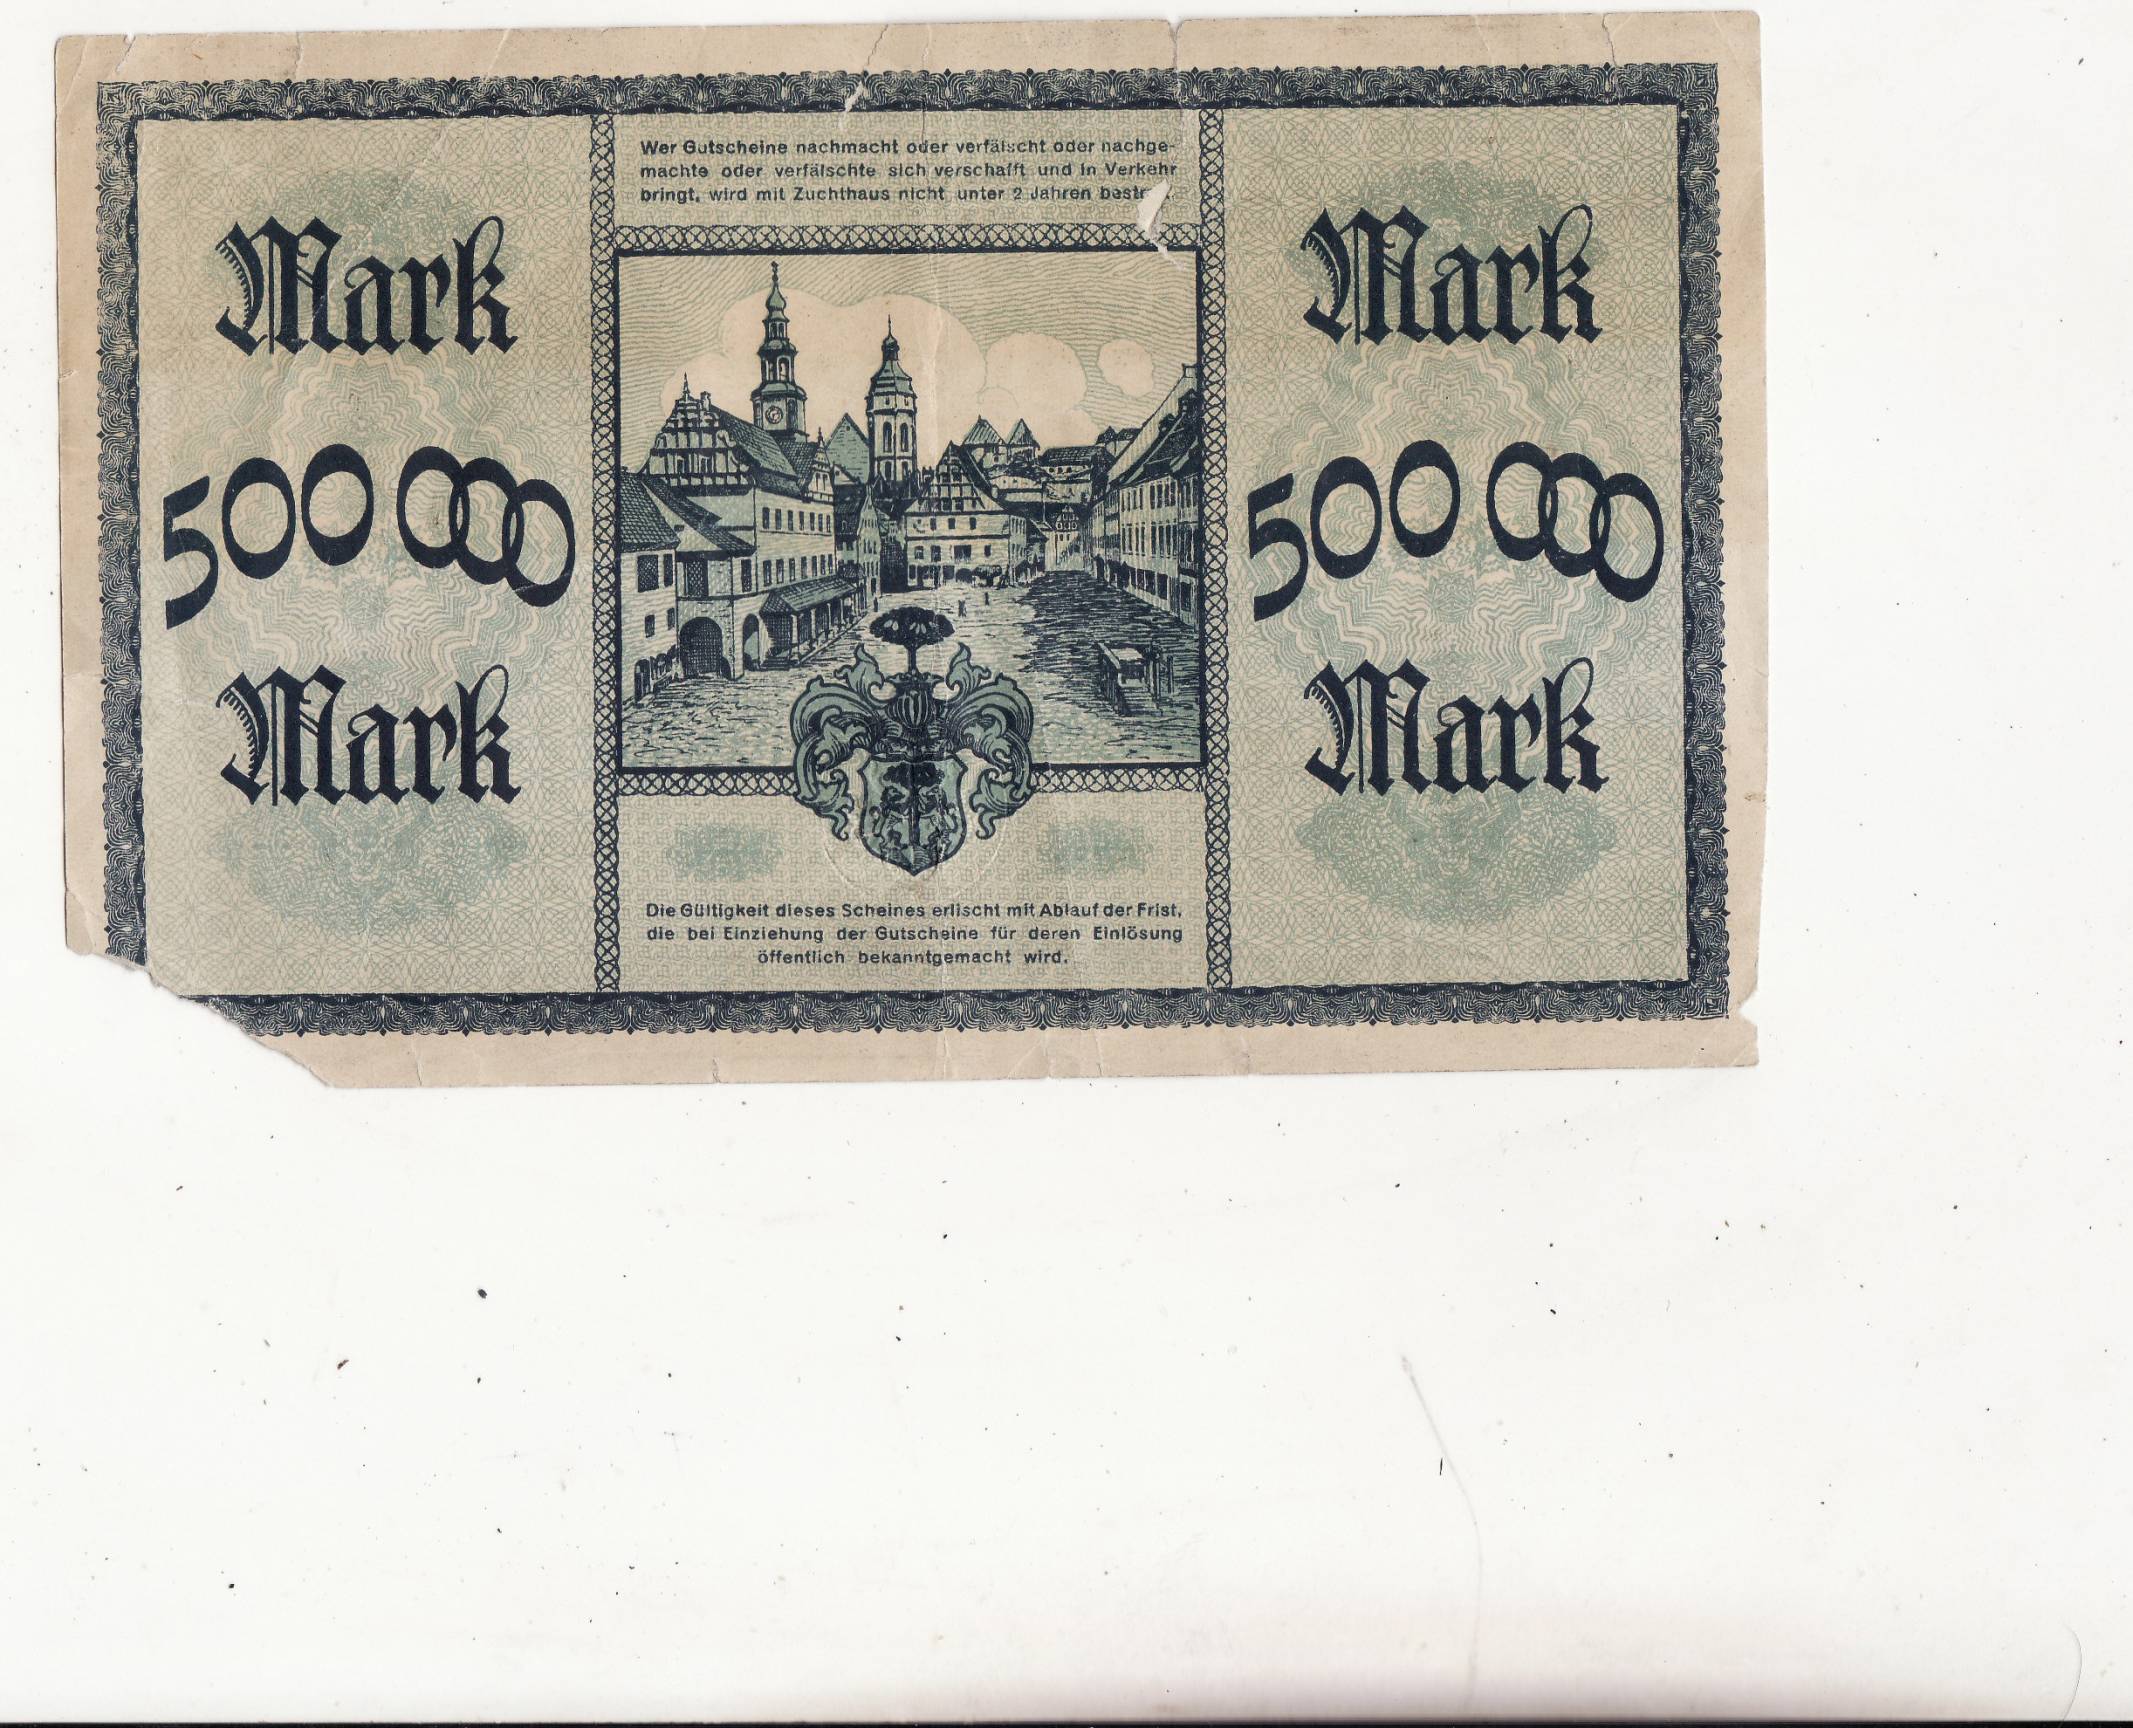 Wer Gutscheine nachmacht oder verfälscht oder nachge-
machte oder verfälschte sich verschafft und in Verkehr
bringt, wird mit Zuchthaus nicht unter 2 Jahren
Mark
500 000
Mark
Mark
500 000
Mark
Die Gültigkeit dieses Scheines erlischt mit Ablauf der Frist,
die bei Einziehung der Gutscheine für deren Einlösung
öffentlich bekanntgemacht wird.